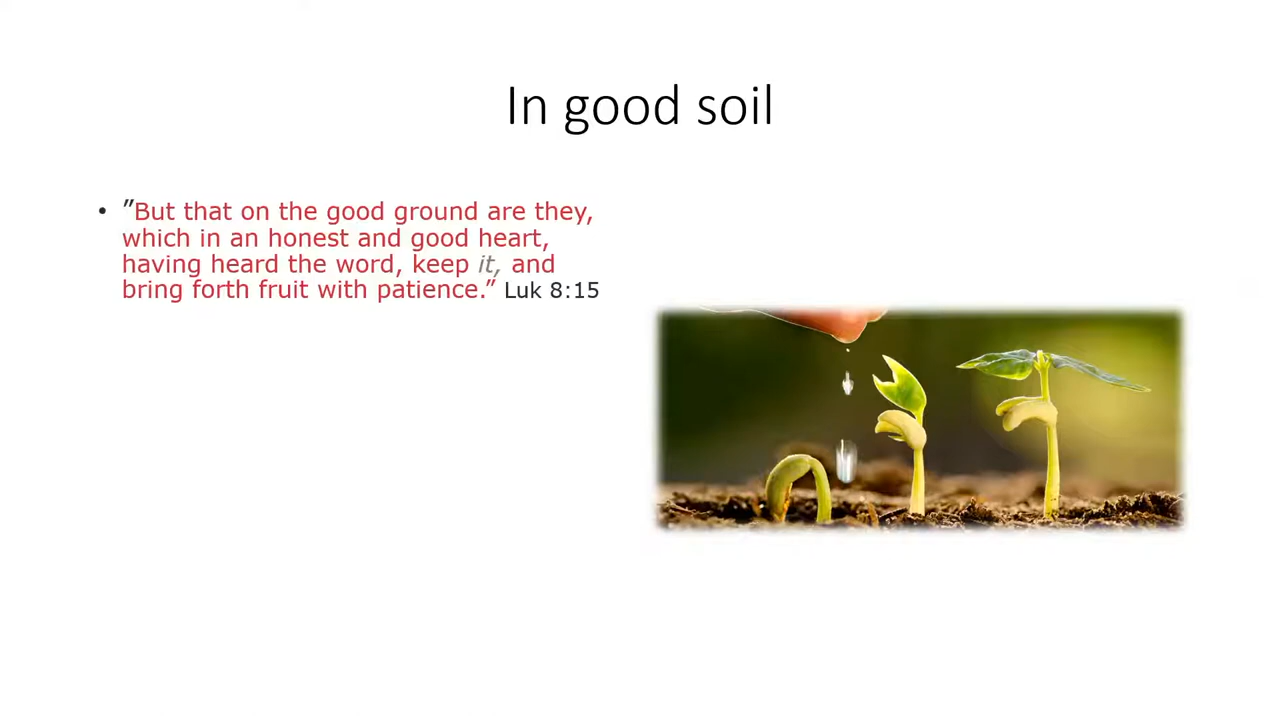 In good soil
• ”But that on the good ground are they,
which in an honest and good heart,
having heard the word, keep it, and
bring forth fruit with patience.” Luk 8:15